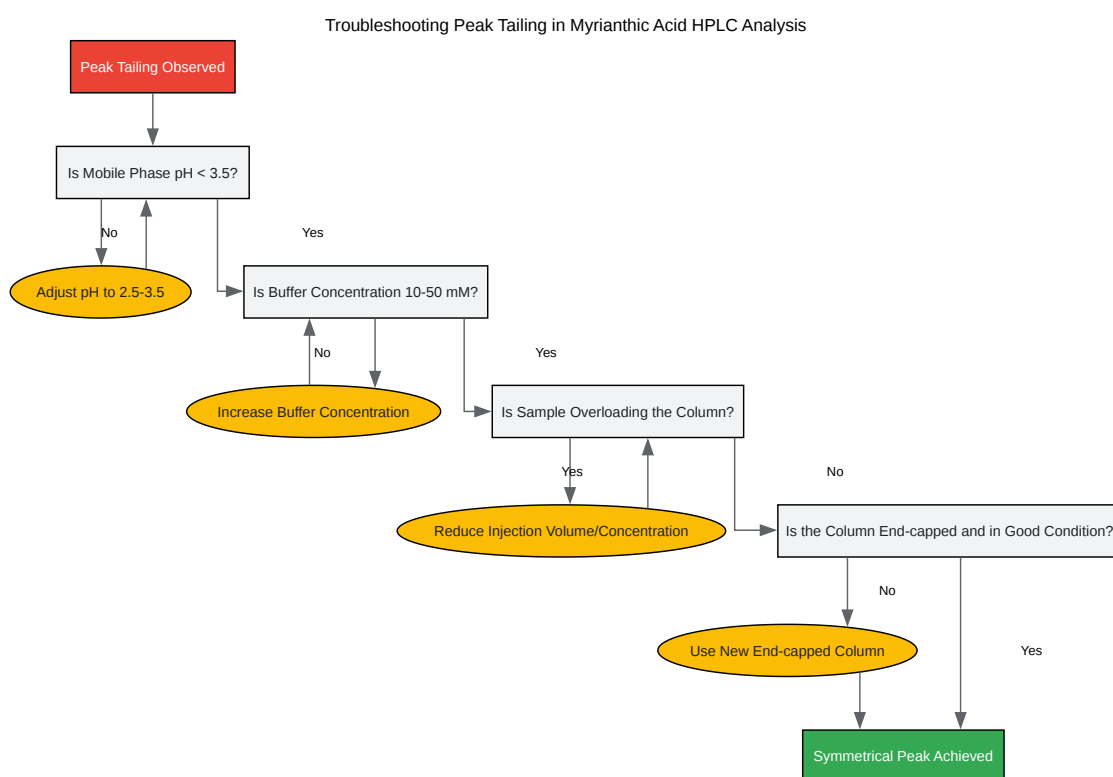 Troubleshooting Peak Tailing in Myrianthic Acid HPLC Analysis
Peak Tailing Observed
Is Mobile Phase pH < 3.5?
No
Yes
Adjust pH to 2.5-3.5
Is Buffer Concentration 10-50 mM?
No
Yes
Increase Buffer Concentration
Is Sample Overloading the Column?
Yes
No
Reduce Injection Volume/Concentration
Is the Column End-capped and in Good Condition?
No
Use New End-capped Column
Yes
Symmetrical Peak Achieved